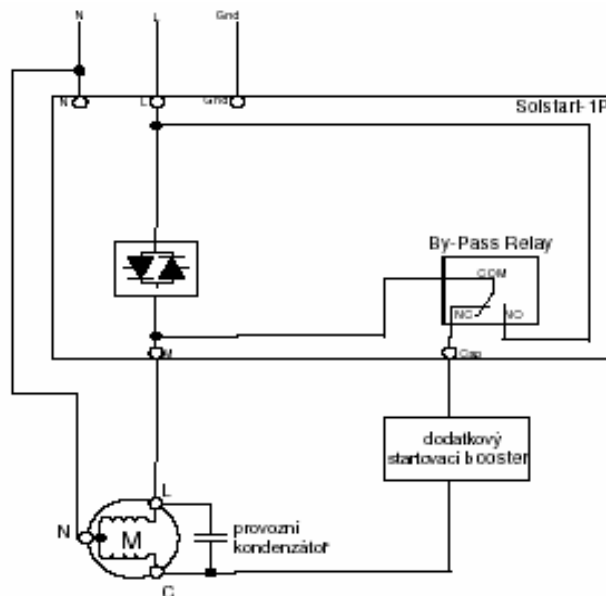 N L Gnd
N L Gnd Solstart-1P
By-Pass Relay
COM
NC NO
M Cap
dodatkový
startovací booster
L
N M provozní
kondenzátor
C